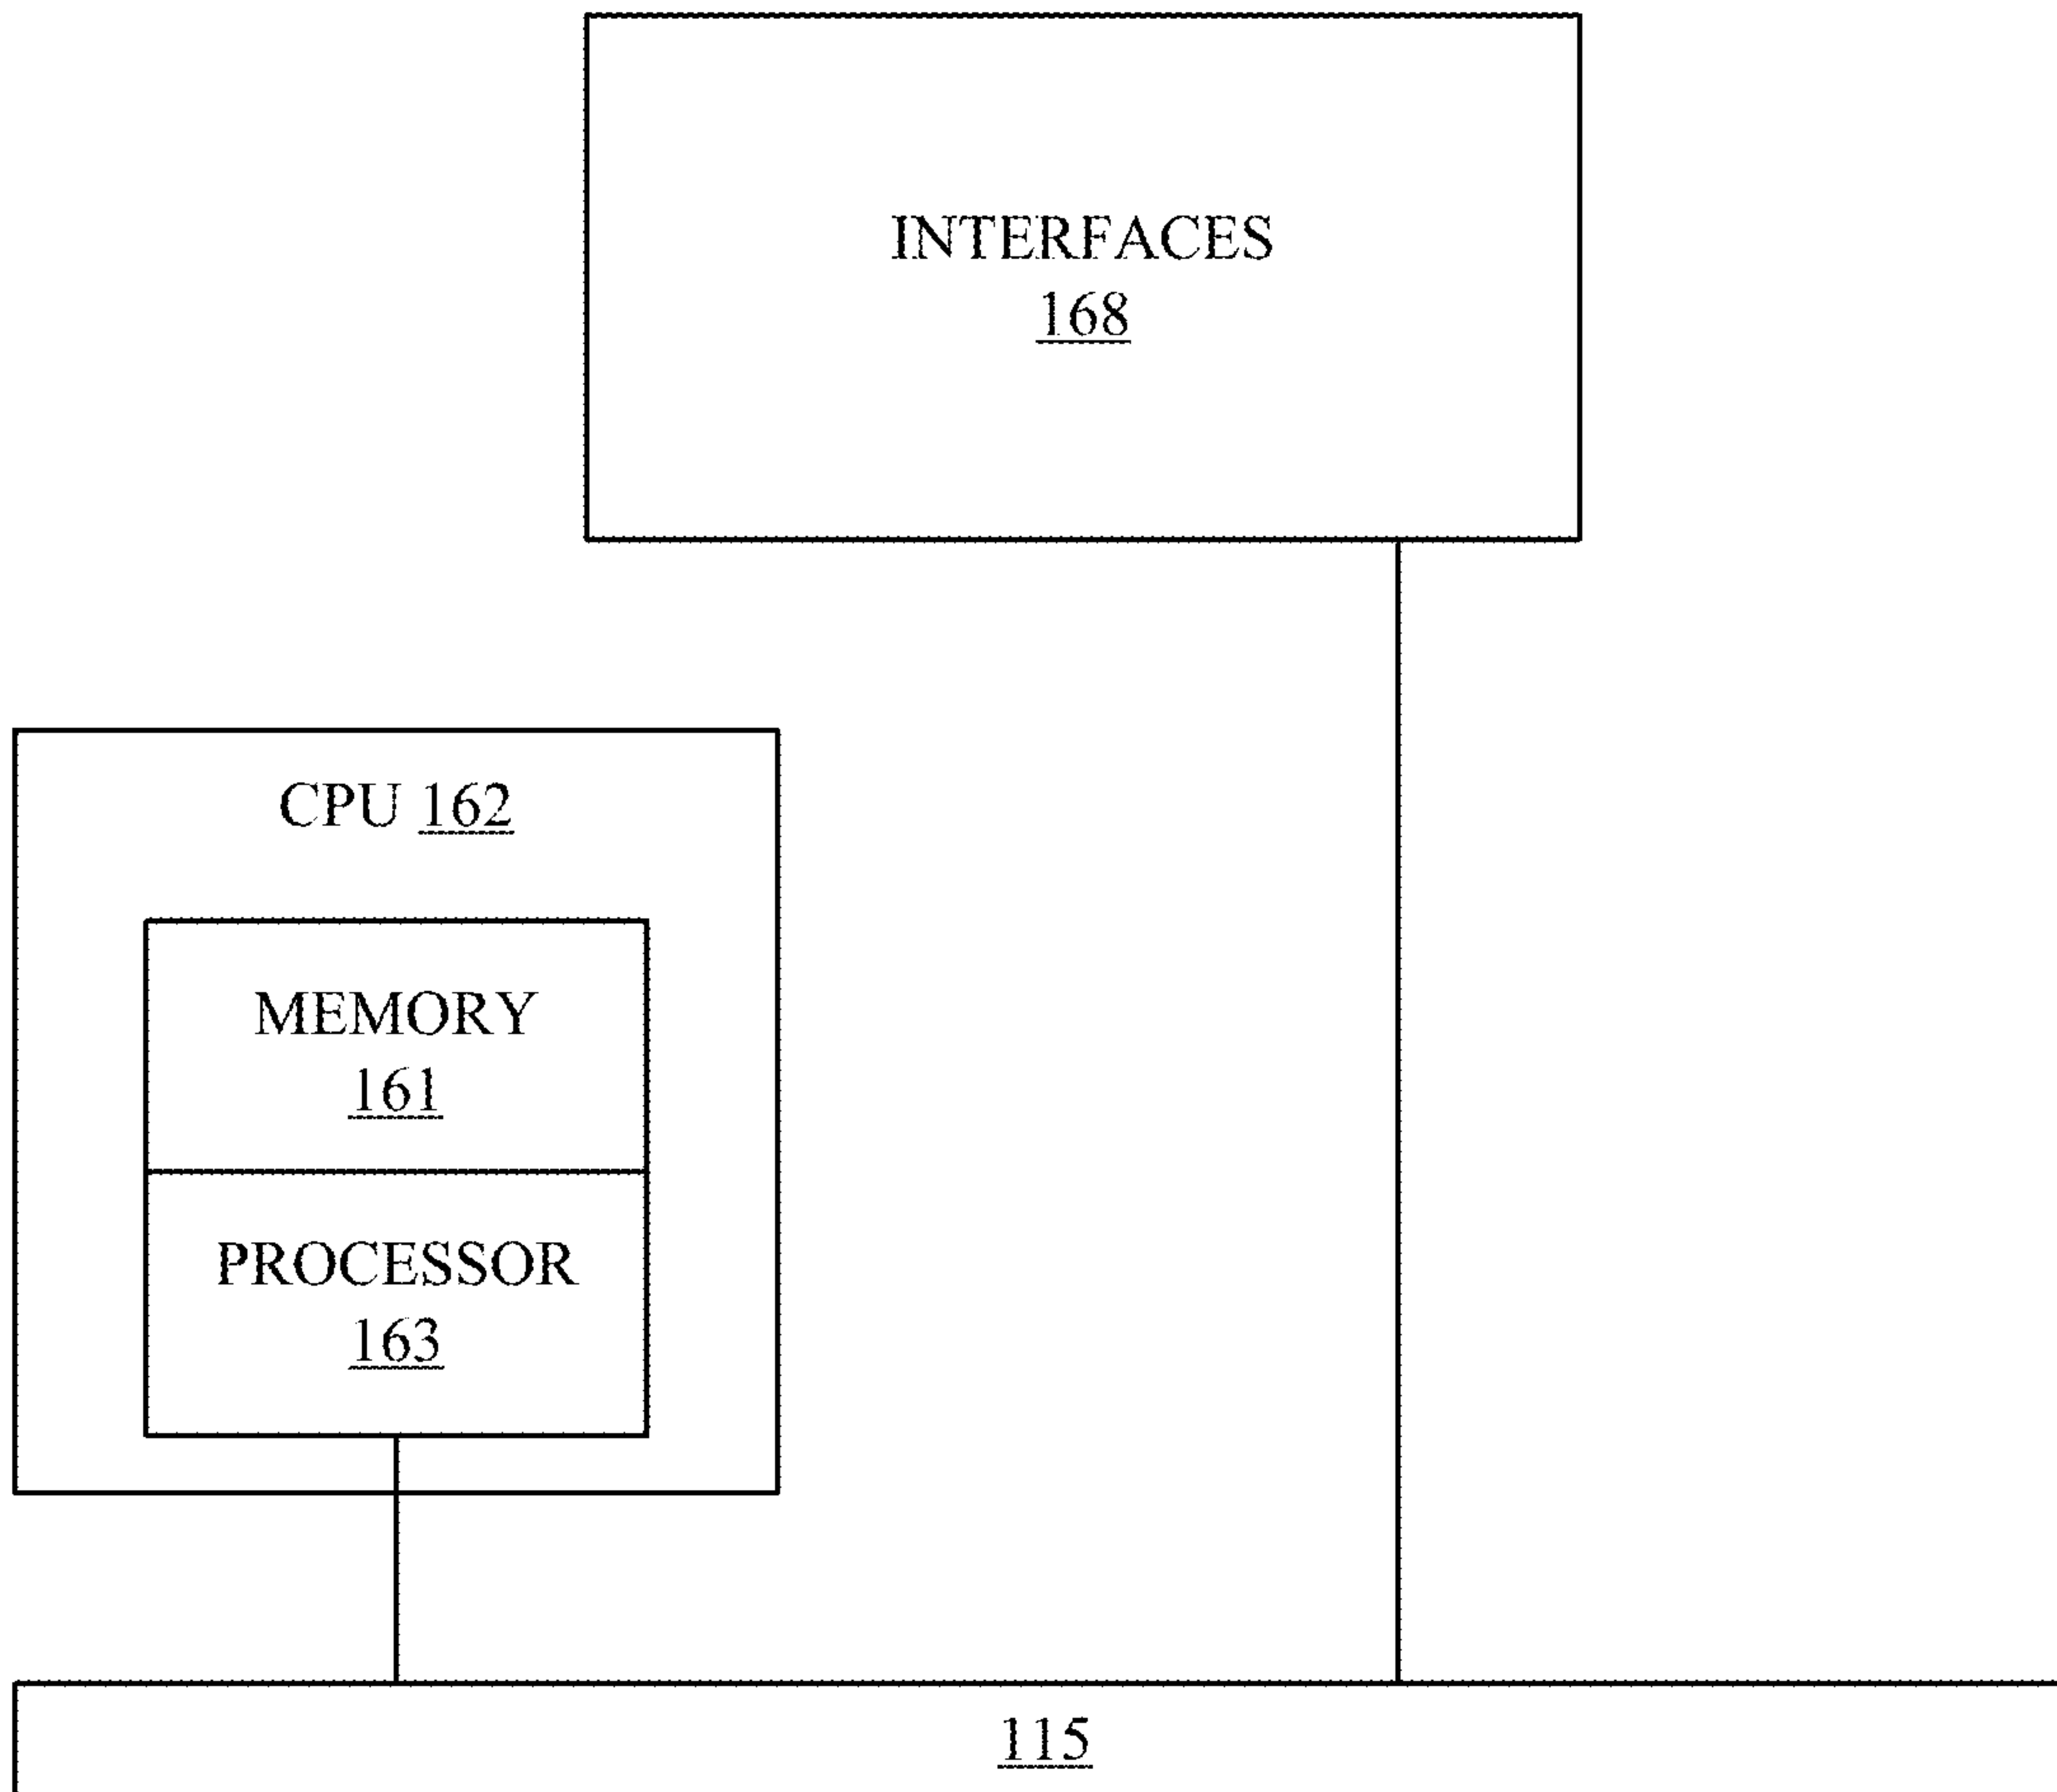 INTERFACES
168
CPU 162
MEMORY
161
PROCESSOR
163
115